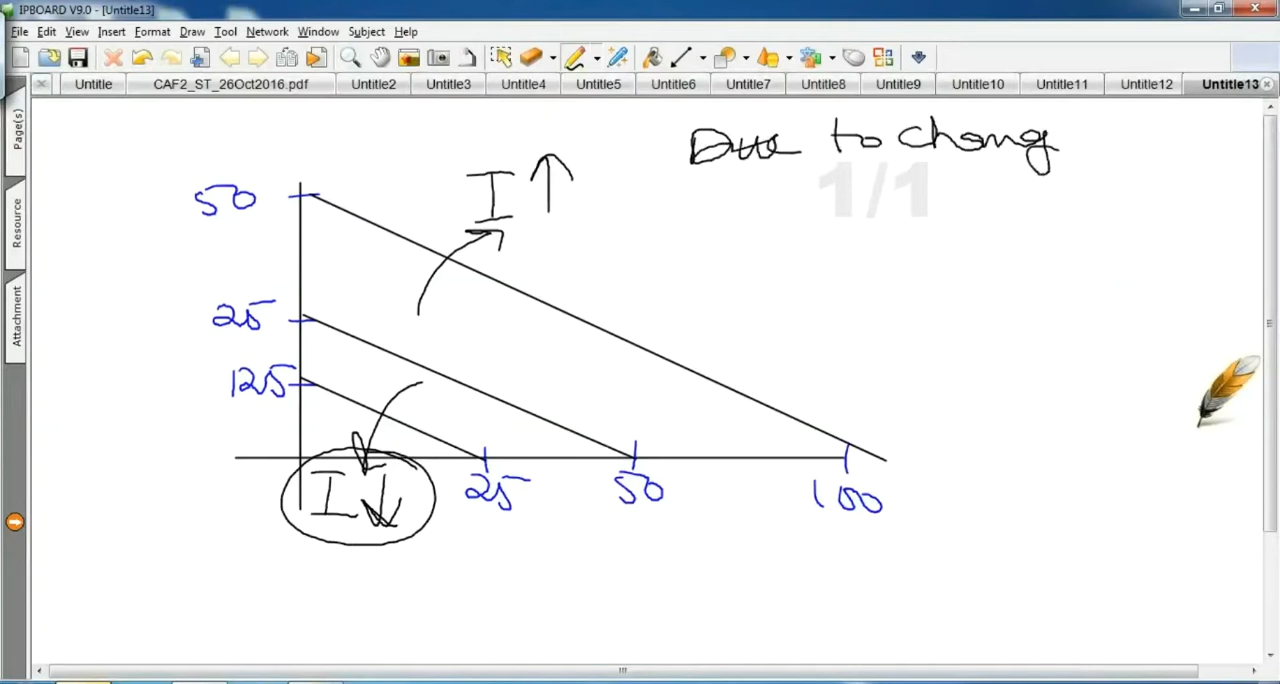 IPBOARD V9.0 - [Untitle13]
File Edit View Insert Format Draw Tool Network Window Subject Help
Untitle CAF2_ST_26Oct2016.pdf Untitle2 Untitle3 Untitle4 Untitle5 Untitle6 Untitle7 Untitle8 Untitle9 Untitle10 Untitle11 Untitle12 Untitle13
Page(s)
Resource
Attachment
Due to chang
1/1
I ↑
50
25
125
I ↓
25 50 100